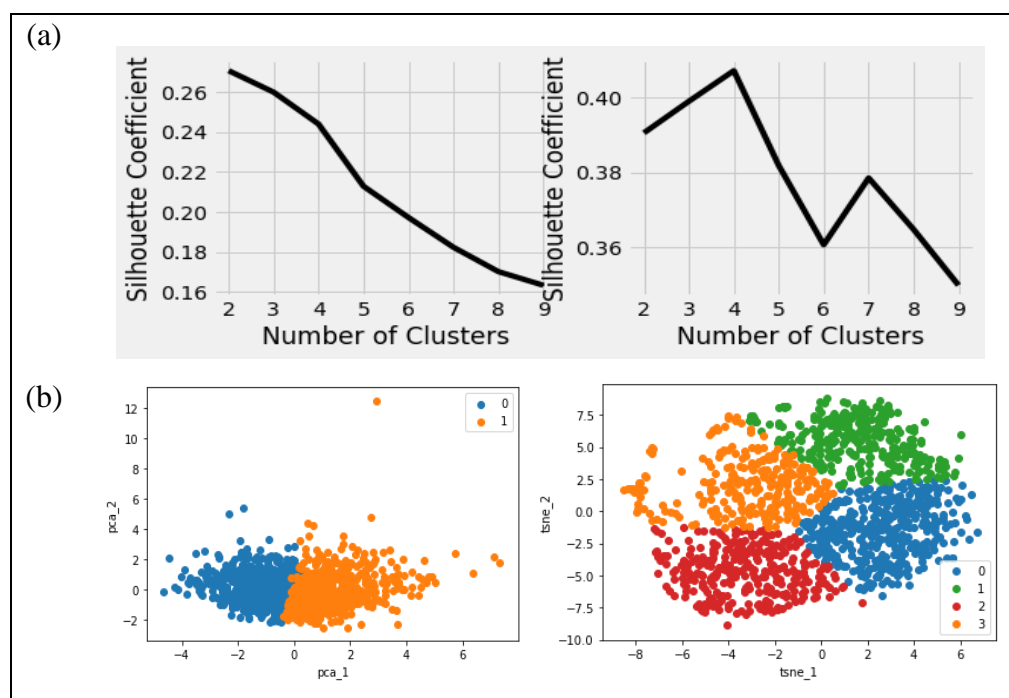 (a)
Silhouette Coefficient
0.26
0.24
0.22
0.20
0.18
0.16
2 3 4 5 6 7 8 9
Number of Clusters
Silhouette Coefficient
0.40
0.38
0.36
2 3 4 5 6 7 8 9
Number of Clusters
(b)
pca_2
12
10
8
6
4
2
0
−2
−4 −2 0 2 4 6
pca_1
0
1
tsne_2
7.5
5.0
2.5
0.0
−2.5
−5.0
−7.5
−10.0
−8 −6 −4 −2 0 2 4 6
tsne_1
0
1
2
3